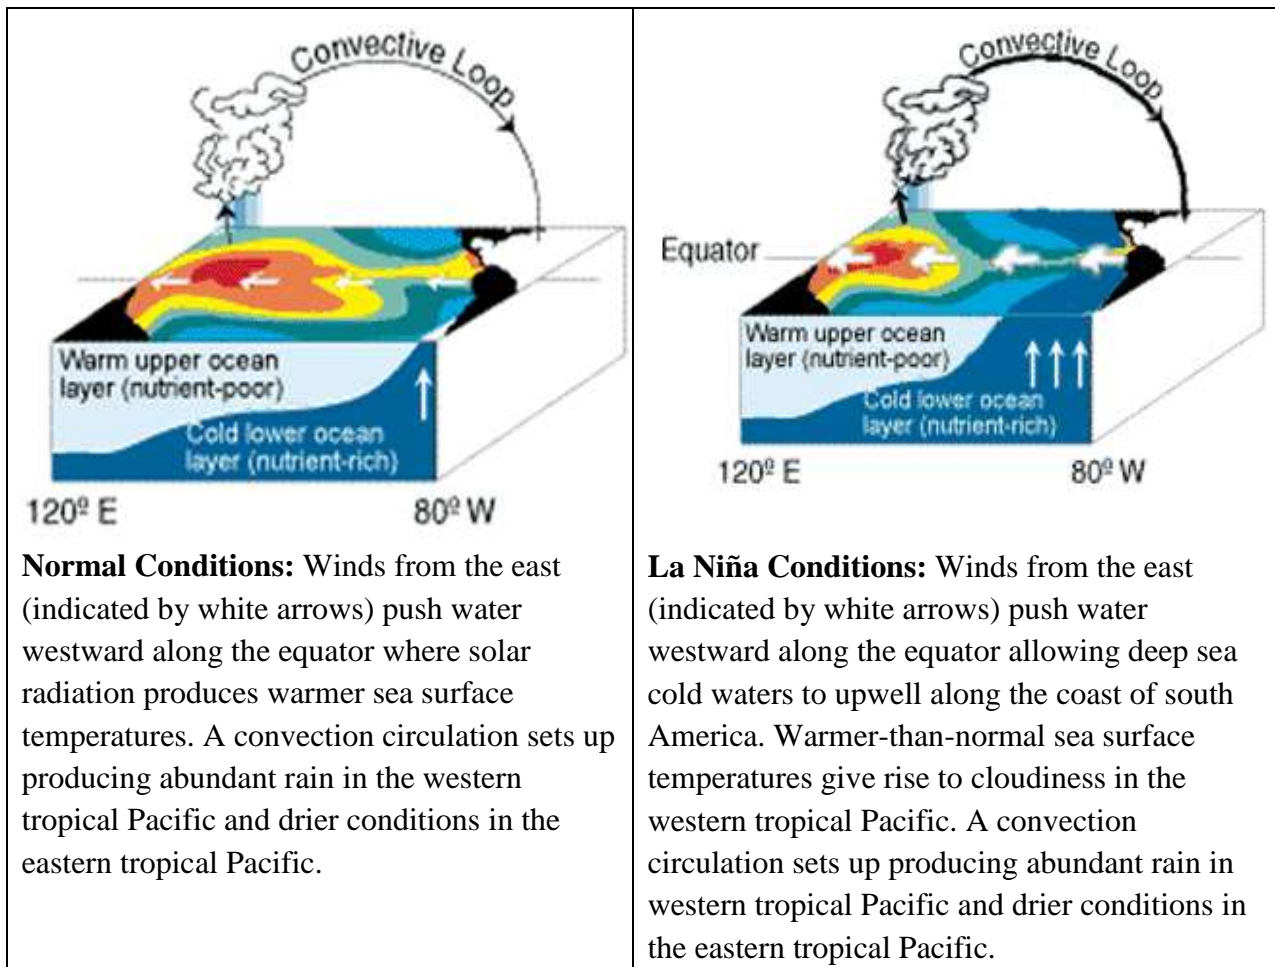 Convective Loop
Warm upper ocean
layer (nutrient-poor)
Cold lower ocean
layer (nutrient-rich)
120º E
80º W
Normal Conditions: Winds from the east
(indicated by white arrows) push water
westward along the equator where solar
radiation produces warmer sea surface
temperatures. A convection circulation sets up
producing abundant rain in the western
tropical Pacific and drier conditions in the
eastern tropical Pacific.
Convective Loop
Equator
Warm upper ocean
layer (nutrient-poor)
Cold lower ocean
layer (nutrient-rich)
120º E
80º W
La Niña Conditions: Winds from the east
(indicated by white arrows) push water
westward along the equator allowing deep sea
cold waters to upwell along the coast of south
America. Warmer-than-normal sea surface
temperatures give rise to cloudiness in the
western tropical Pacific. A convection
circulation sets up producing abundant rain in
western tropical Pacific and drier conditions in
the eastern tropical Pacific.